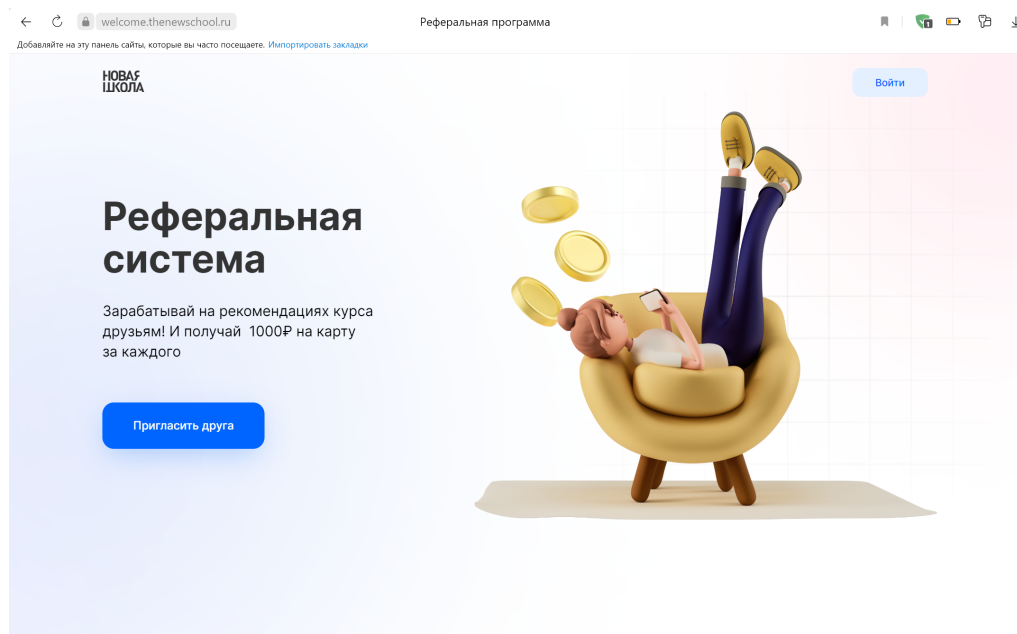 welcome.thenewschool.ru
Реферальная программа
1
Добавляйте на эту панель сайты, которые вы часто посещаете. Импортировать закладки
НОВАЯ
ШКОЛА
Войти
Реферальная
система
Зарабатывай на рекомендациях курса
друзьям! И получай 1000₽ на карту
за каждого
Пригласить друга